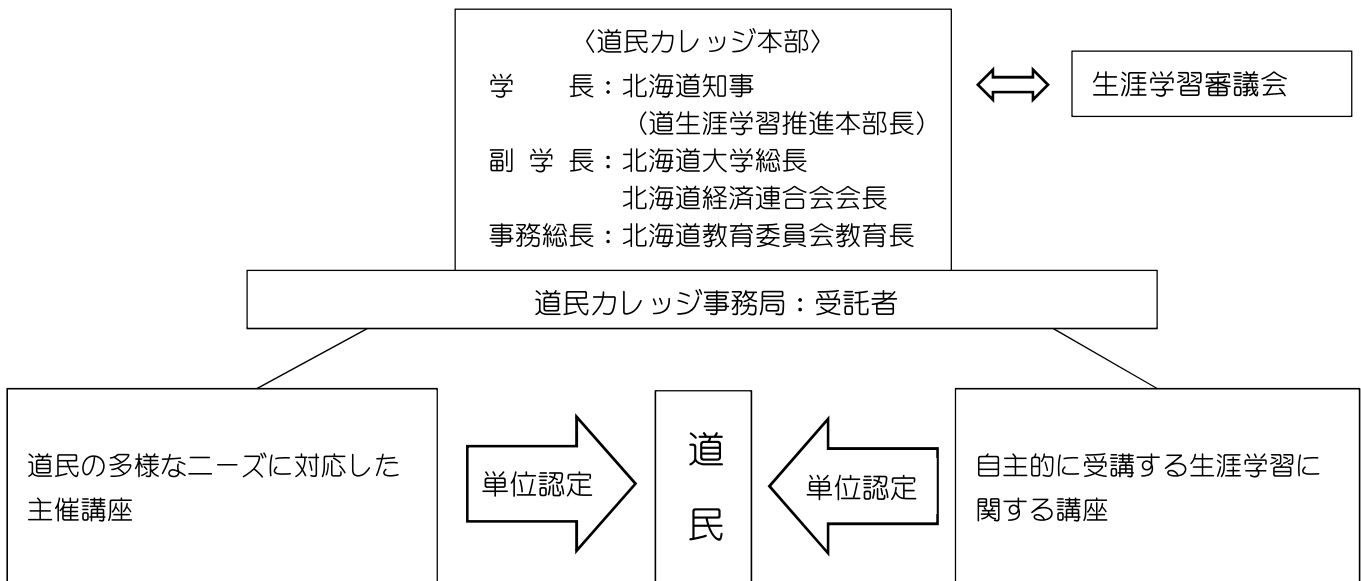 〈道民カレッジ本部〉
学　　長：北海道知事
（道生涯学習推進本部長）
副 学 長：北海道大学総長
北海道経済連合会会長
事務総長：北海道教育委員会教育長
生涯学習審議会
道民カレッジ事務局：受託者
道民の多様なニーズに対応した
主催講座
単位認定
道
民
単位認定
自主的に受講する生涯学習に
関する講座